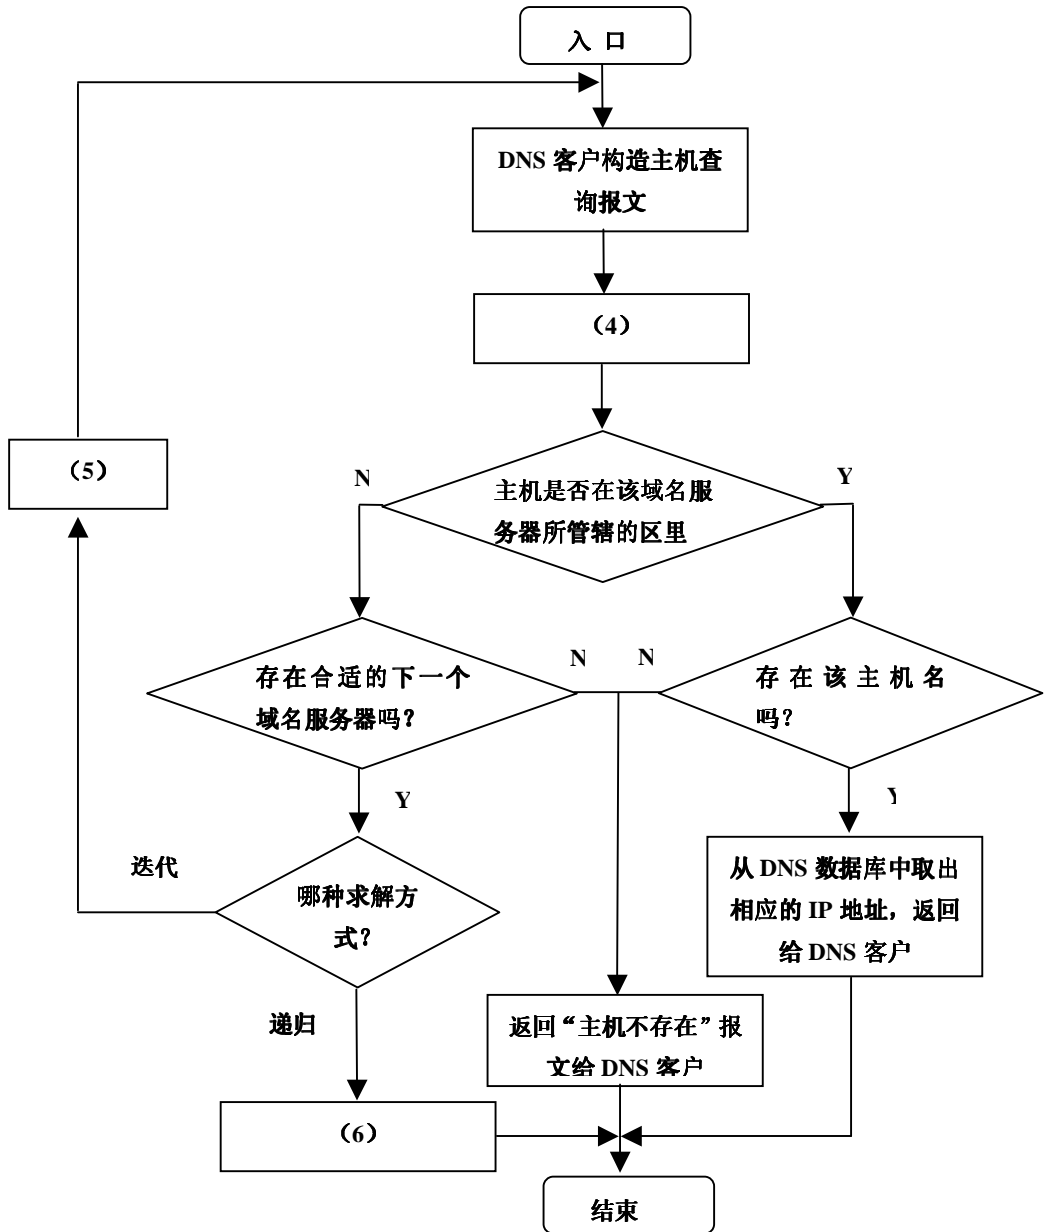 入 口
DNS 客户构造主机查
询报文
（4）
（5）
N
Y
主机是否在该域名服
务器所管辖的区里
N
N
存在合适的下一个
域名服务器吗？
存 在 该 主 机 名
吗？
Y
Y
迭代
哪种求解方
式？
从 DNS 数据库中取出
相应的 IP 地址，返回
给 DNS 客户
递归
返回“主机不存在”报
文给 DNS 客户
（6）
结束